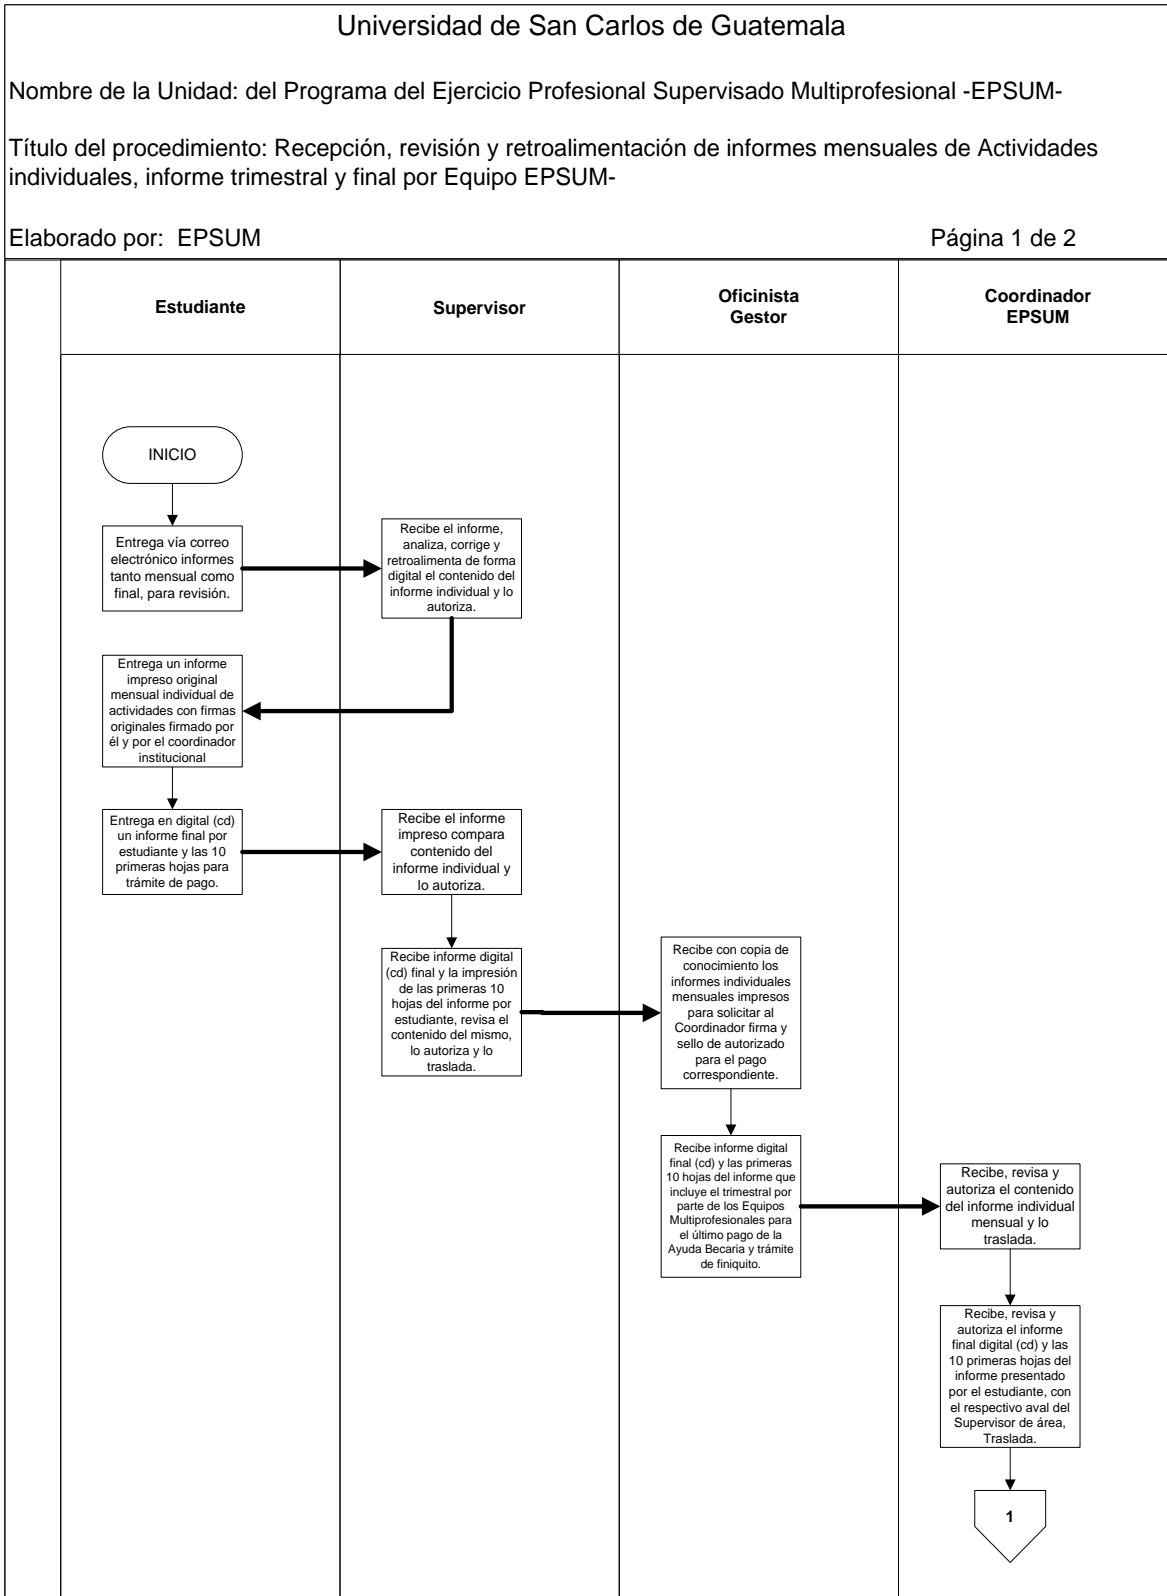 Universidad de San Carlos de Guatemala
Nombre de la Unidad: del Programa del Ejercicio Profesional Supervisado Multiprofesional -EPSUM-
Título del procedimiento: Recepción, revisión y retroalimentación de informes mensuales de Actividades
individuales, informe trimestral y final por Equipo EPSUM-
Elaborado por: EPSUM
Página 1 de 2
Estudiante
Supervisor
Oficinista
Gestor
Coordinador
EPSUM
INICIO
Entrega vía correo
electrónico informes
tanto mensual como
final, para revisión.
Recibe el informe,
analiza, corrige y
retroalimenta de forma
digital el contenido del
informe individual y lo
autoriza.
Entrega un informe
impreso original
mensual individual de
actividades con firmas
originales firmado por
él y por el coordinador
institucional
Entrega en digital (cd)
un informe final por
estudiante y las 10
primeras hojas para
trámite de pago.
Recibe el informe
impreso compara
contenido del
informe individual y
lo autoriza.
Recibe informe digital
(cd) final y la impresión
de las primeras 10
hojas del informe por
estudiante, revisa el
contenido del mismo,
lo autoriza y lo
traslada.
Recibe con copia de
conocimiento los
informes individuales
mensuales impresos
para solicitar al
Coordinador firma y
sello de autorizado
para el pago
correspondiente.
Recibe informe digital
final (cd) y las primeras
10 hojas del informe que
incluye el trimestral por
parte de los Equipos
Multiprofesionales para
el último pago de la
Ayuda Becaria y trámite
de finiquito.
Recibe, revisa y
autoriza el contenido
del informe individual
mensual y lo
traslada.
Recibe, revisa y
autoriza el informe
final digital (cd) y las
10 primeras hojas del
informe presentado
por el estudiante, con
el respectivo aval del
Supervisor de área,
Traslada.
1